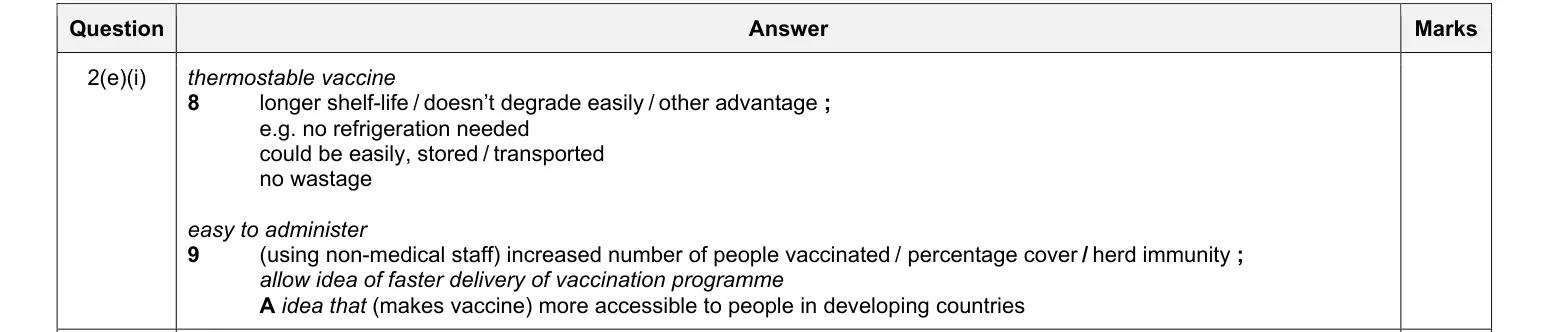 Question Answer Marks
2(e)(i) thermostable vaccine
8 longer shelf-life / doesn’t degrade easily / other advantage ;
e.g. no refrigeration needed
could be easily, stored / transported
no wastage
easy to administer
9 (using non-medical staff) increased number of people vaccinated / percentage cover / herd immunity ;
allow idea of faster delivery of vaccination programme
A idea that (makes vaccine) more accessible to people in developing countries